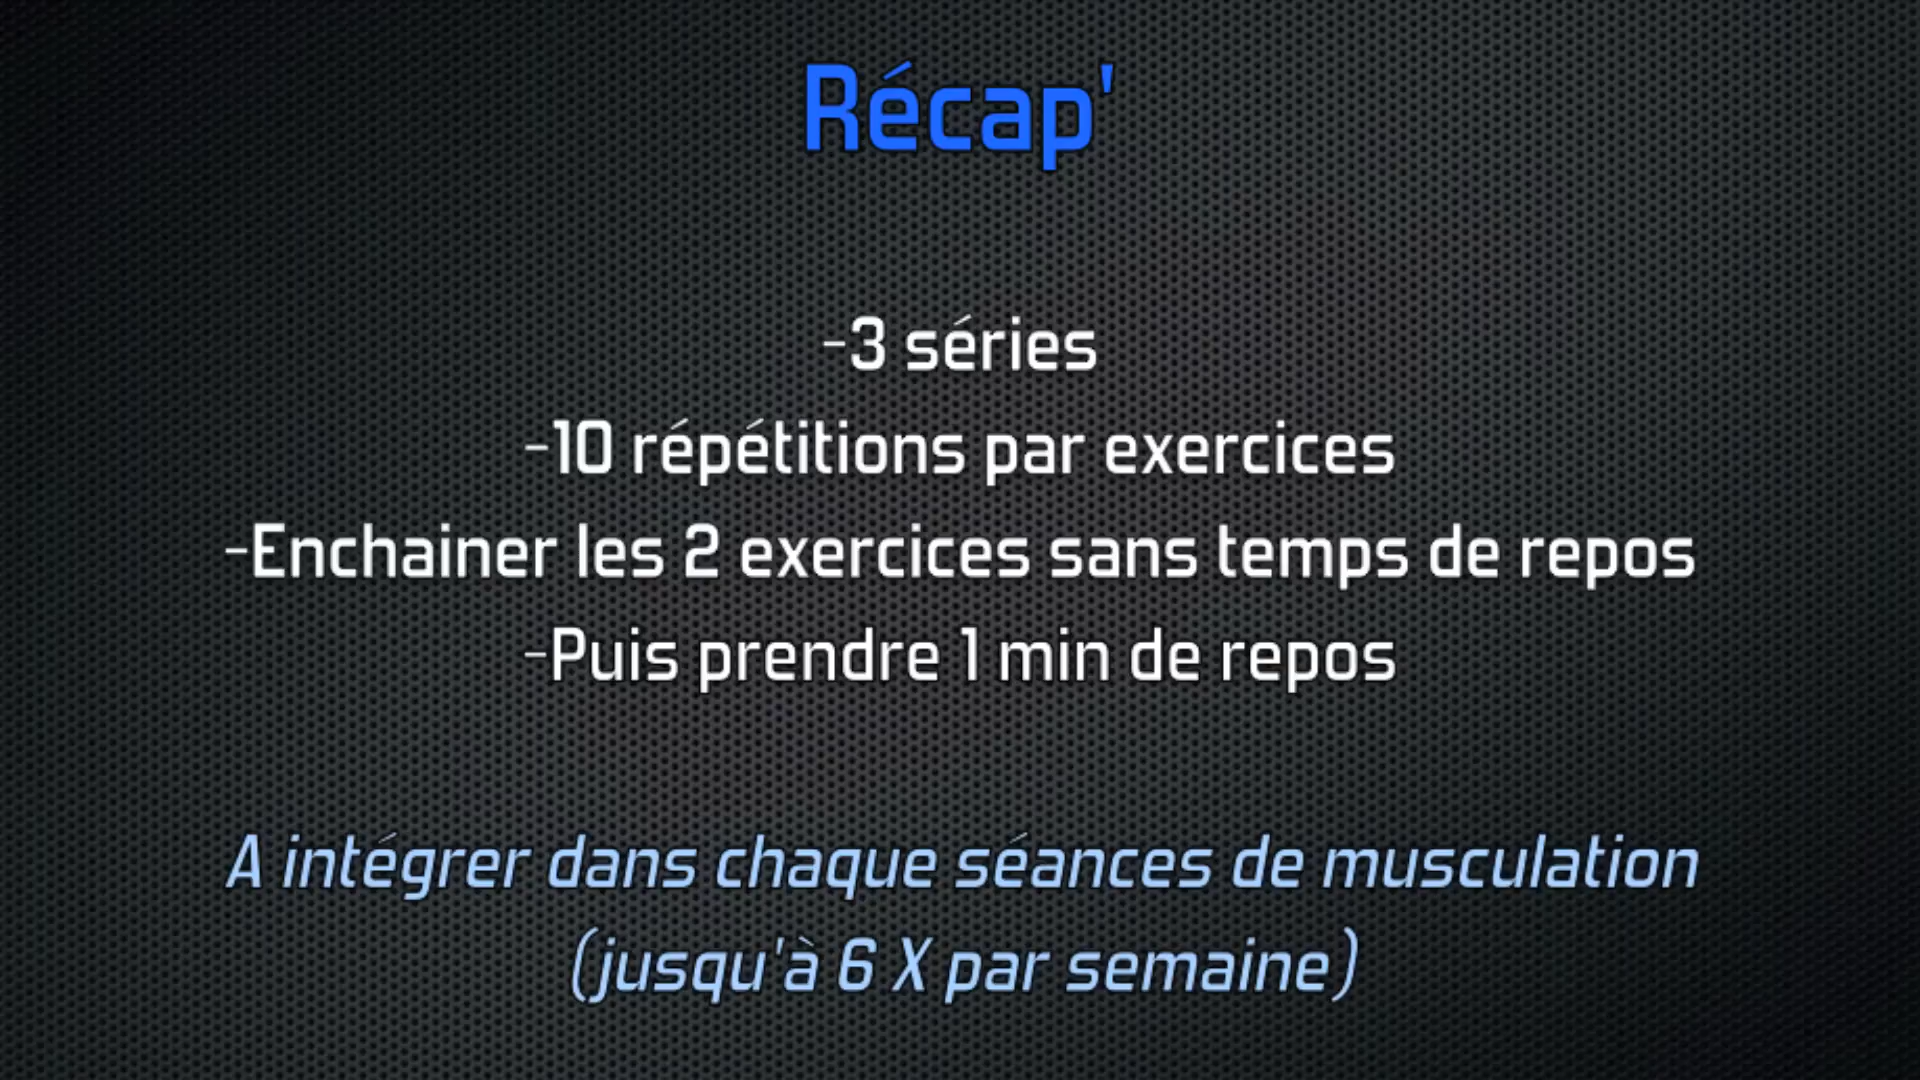 Récap'
-3 séries
-10 répétitions par exercices
-Enchainer les 2 exercices sans temps de repos
-Puis prendre 1 min de repos
A intégrer dans chaque séances de musculation
(jusqu'à 6 X par semaine)